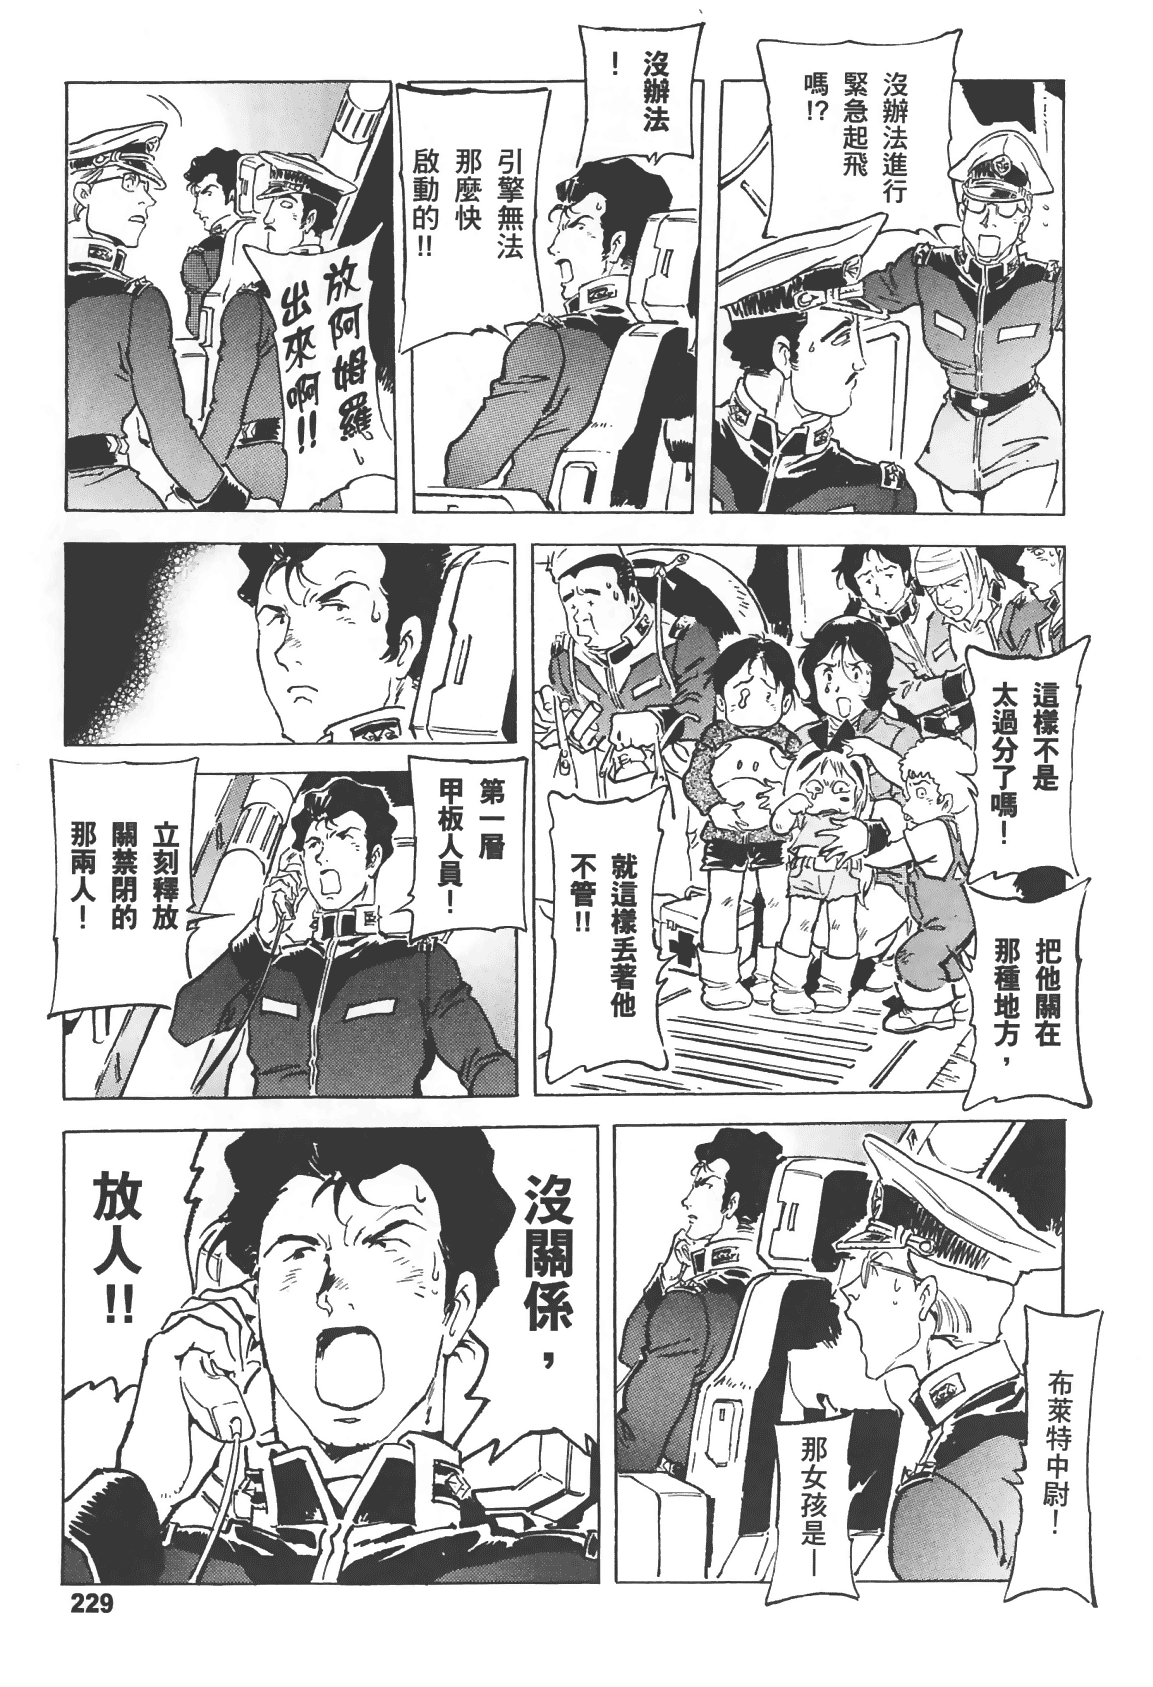 沒辦法進行
緊急起飛
嗎!?
沒辦法
！
引擎無法
那麼快
啟動的!!
放阿姆羅
出來啊!!
這樣不是
太過分了嗎！
把他關在
那種地方，
就這樣丟著他
不管!!
第一層
甲板人員！
立刻釋放
關禁閉的
那兩人！
布萊特中尉！
那女孩是—
沒關係，
放人!!
229